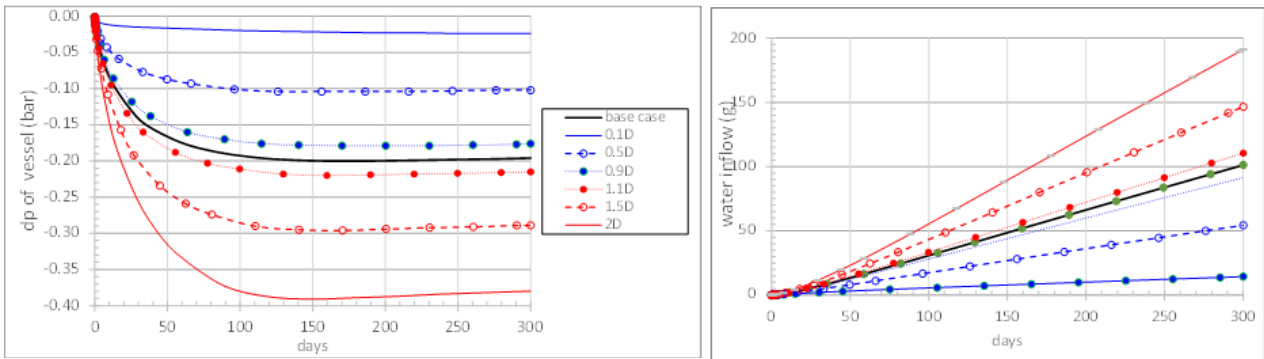 0.00
-0.05
-0.10
-0.15
-0.20
-0.25
-0.30
-0.35
-0.40
dp of vessel (bar)
0 50 100 150 200 250 300
days
base case
0.1D
0.5D
0.9D
1.1D
1.5D
2D
200
150
100
50
0
water inflow (g)
0 50 100 150 200 250 300
days